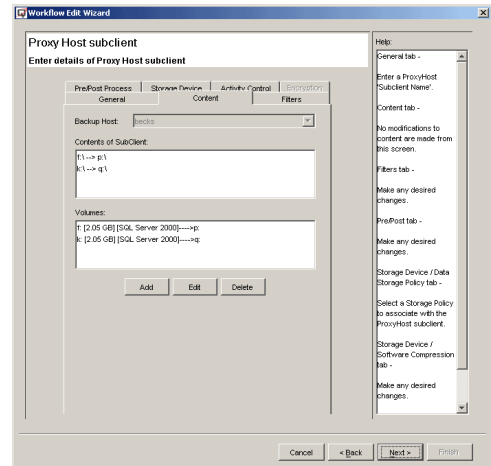 Workflow Edit Wizard
Proxy Host subclient
Enter details of Proxy Host subclient
Pre/Post Process
Storage Device
Activity Control
Encryption
General
Content
Filters
Backup Host:
becks
Contents of SubClient:
f:\ --> p:\
k:\ --> q:\
Volumes:
f: [2.05 GB] [SQL Server 2000]---->p:
k: [2.05 GB] [SQL Server 2000]---->q:
Add
Edit
Delete
Help:
General tab -
Enter a ProxyHost
'Subclient Name'.
Content tab -
No modifications to
content are made from
this screen.
Filters tab -
Make any desired
changes.
Pre/Post tab -
Make any desired
changes.
Storage Device / Data
Storage Policy tab -
Select a Storage Policy
to associate with the
ProxyHost subclient.
Storage Device /
Software Compression
tab -
Make any desired
changes.
Cancel
< Back
Next >
Finish